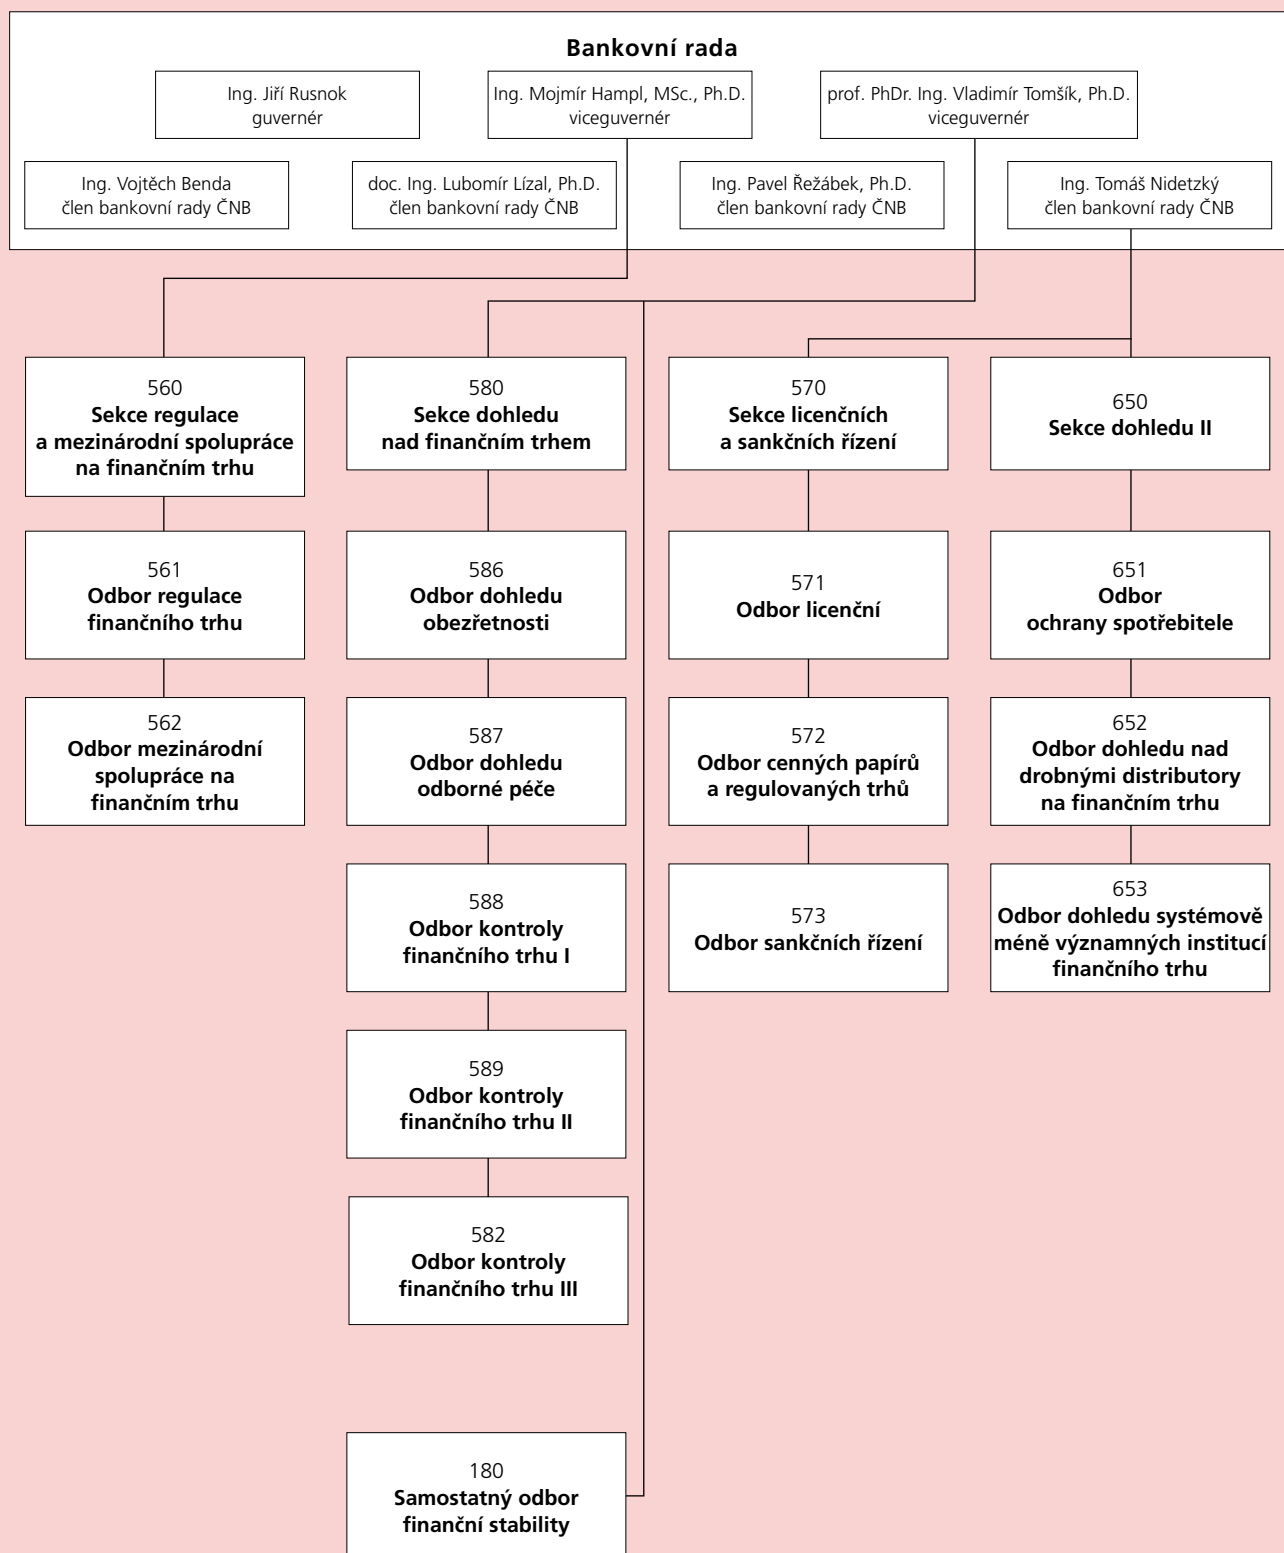 Bankovní rada
Ing. Jiří Rusnok
guvernér
Ing. Mojmír Hampl, MSc., Ph.D.
viceguvernér
prof. PhDr. Ing. Vladimír Tomšík, Ph.D.
viceguvernér
Ing. Vojtěch Benda
člen bankovní rady ČNB
doc. Ing. Lubomír Lízal, Ph.D.
člen bankovní rady ČNB
Ing. Pavel Řežábek, Ph.D.
člen bankovní rady ČNB
Ing. Tomáš Nidetzký
člen bankovní rady ČNB
560
Sekce regulace
a mezinárodní spolupráce
na finančním trhu
580
Sekce dohledu
nad finančním trhem
570
Sekce licenčních
a sankčních řízení
650
Sekce dohledu II
561
Odbor regulace
finančního trhu
586
Odbor dohledu
obezřetnosti
571
Odbor licenční
651
Odbor
ochrany spotřebitele
562
Odbor mezinárodní
spolupráce na
finančním trhu
587
Odbor dohledu
odborné péče
572
Odbor cenných papírů
a regulovaných trhů
652
Odbor dohledu nad
drobnými distributory
na finančním trhu
588
Odbor kontroly
finančního trhu I
573
Odbor sankčních řízení
653
Odbor dohledu systémově
méně významných institucí
finančního trhu
589
Odbor kontroly
finančního trhu II
582
Odbor kontroly
finančního trhu III
180
Samostatný odbor
finanční stability